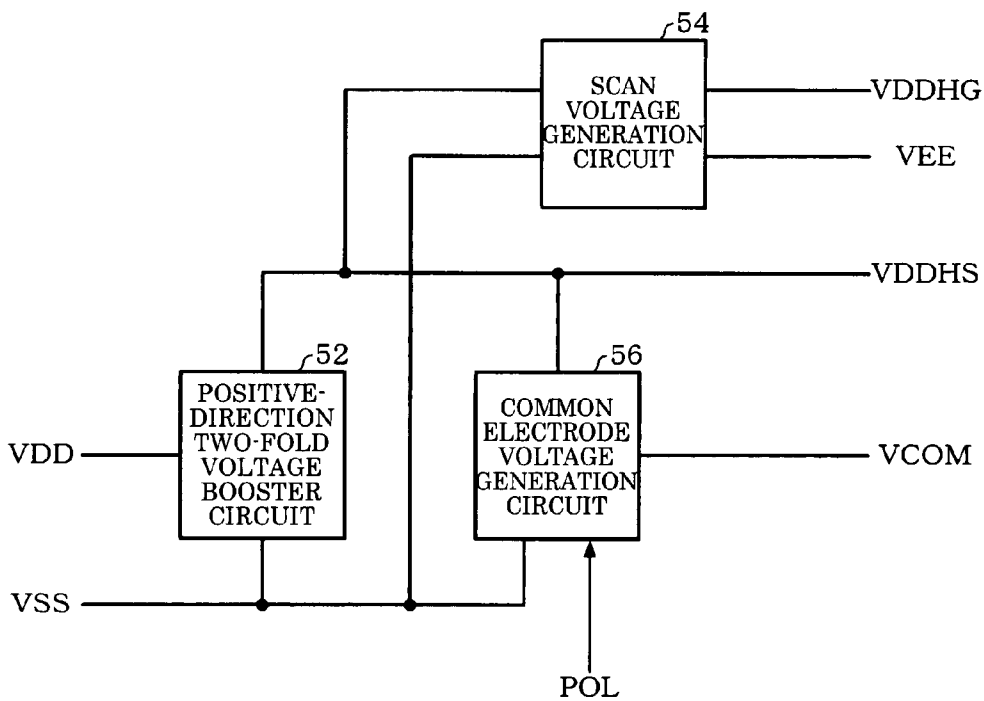 54
SCAN
VOLTAGE
GENERATION
CIRCUIT
VDDHG
VEE
VDDHS
52
POSITIVE-
DIRECTION
TWO-FOLD
VOLTAGE
BOOSTER
CIRCUIT
56
COMMON
ELECTRODE
VOLTAGE
GENERATION
CIRCUIT
VDD
VCOM
VSS
POL